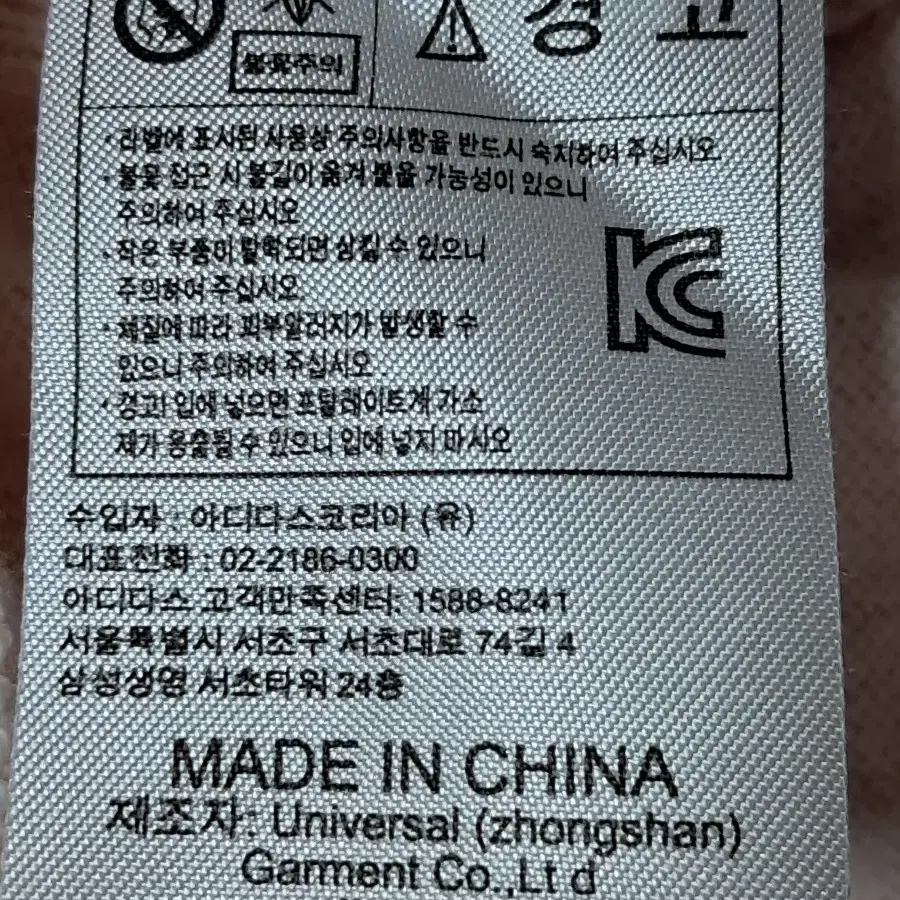 불꽃주의
경고
• 라벨에 표시된 사용상 주의사항을 반드시 숙지하여 주십시오.
• 불꽃 접근 시 불길이 옮겨 붙을 가능성이 있으니
주의하여 주십시오
• 작은 부품이 탈락되면 삼킬 수 있으니
주의하여 주십시오.
• 체질에 따라 피부알러지가 발생할 수
있으니 주의하여 주십시오.
• 경고! 입에 넣으면 프탈레이트계 가소
제가 용출될 수 있으니 입에 넣지 마시오
KC
수입자 : 아디다스코리아 (유)
대표전화 : 02-2186-0300
아디다스 고객만족센터: 1588-8241
서울특별시 서초구 서초대로 74길 4
삼성생명 서초타워 24층
MADE IN CHINA
제조자: Universal (zhongshan)
Garment Co.,Lt d